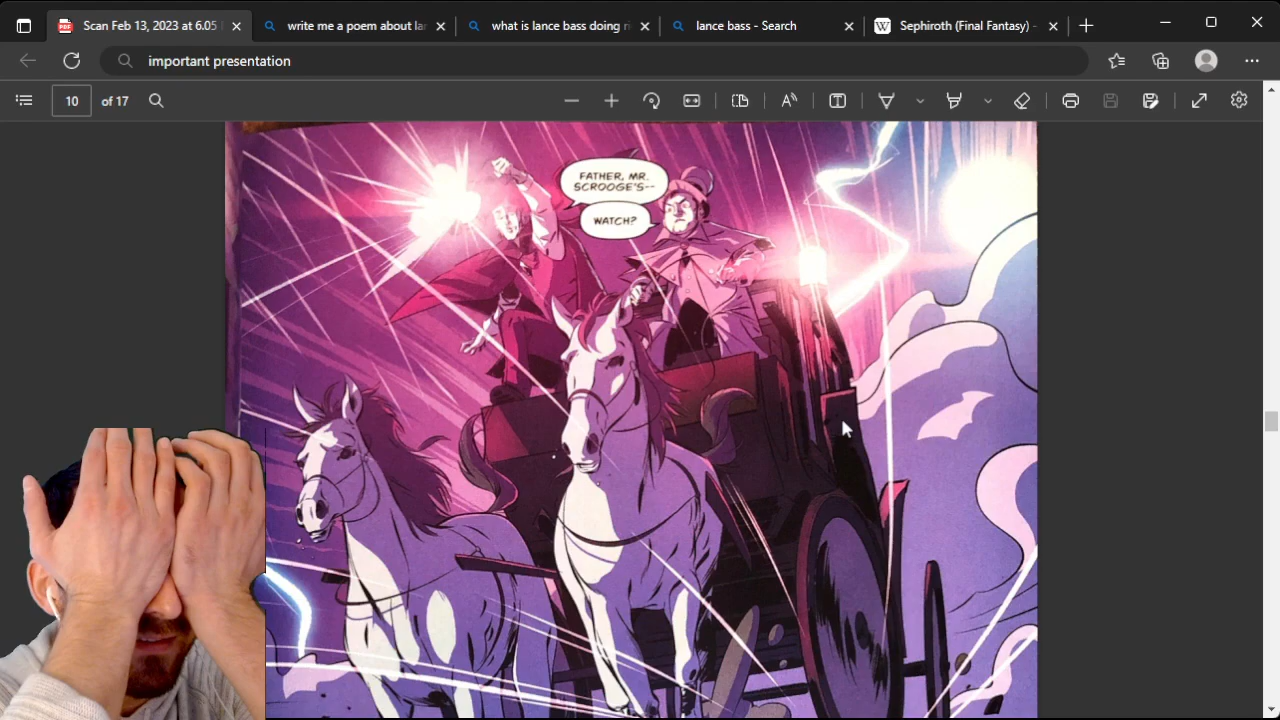 Scan Feb 13, 2023 at 6.05
write me a poem about la
what is lance bass doing ri
lance bass - Search
W
Sephiroth (Final Fantasy) -
important presentation
10
of 17
FATHER, MR.
SCROOGE'S--
WATCH?